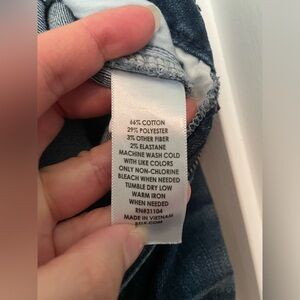 66% COTTON
29% POLYESTER
3% OTHER FIBER
2% ELASTANE
MACHINE WASH COLD
WITH LIKE COLORS
ONLY NON-CHLORINE
BLEACH WHEN NEEDED
TUMBLE DRY LOW
WARM IRON
WHEN NEEDED
RN#31104
MADE IN VIETNAM